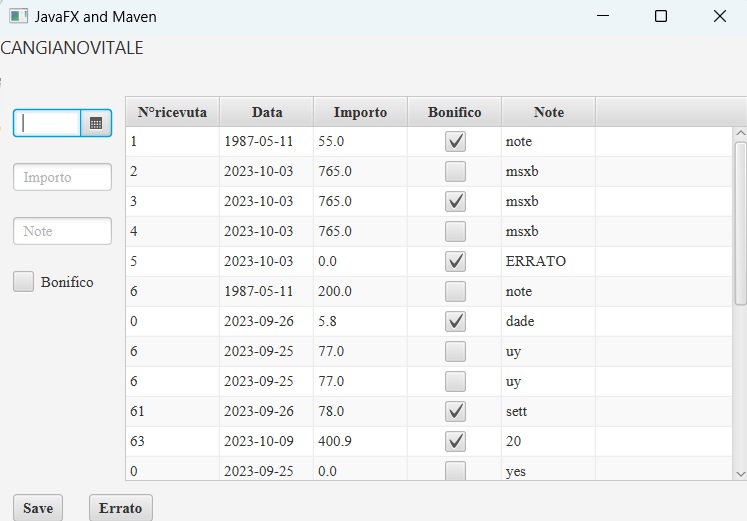 JavaFX and Maven
CANGIANOVITALE
N°ricevuta Data Importo Bonifico Note
1 1987-05-11 55.0 note
Importo
2 2023-10-03 765.0 msxb
3 2023-10-03 765.0 msxb
Note
4 2023-10-03 765.0 msxb
5 2023-10-03 0.0 ERRATO
Bonifico
6 1987-05-11 200.0 note
0 2023-09-26 5.8 dade
6 2023-09-25 77.0 uy
6 2023-09-25 77.0 uy
61 2023-09-26 78.0 sett
63 2023-10-09 400.9 20
0 2023-09-25 0.0 yes
Save Errato